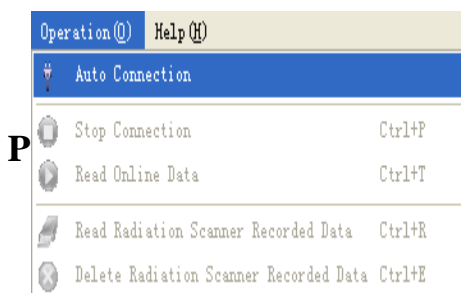 Operation(O) Help(H)
Auto Connection
Stop Connection Ctrl+P
P
Read Online Data Ctrl+T
Read Radiation Scanner Recorded Data Ctrl+R
Delete Radiation Scanner Recorded Data Ctrl+E